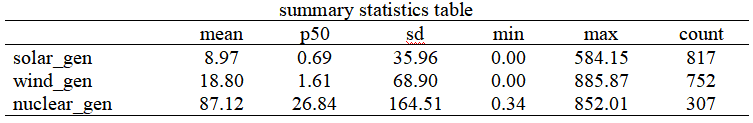 summary statistics table
mean p50 sd min max count
solar_gen 8.97 0.69 35.96 0.00 584.15 817
wind_gen 18.80 1.61 68.90 0.00 885.87 752
nuclear_gen 87.12 26.84 164.51 0.34 852.01 307